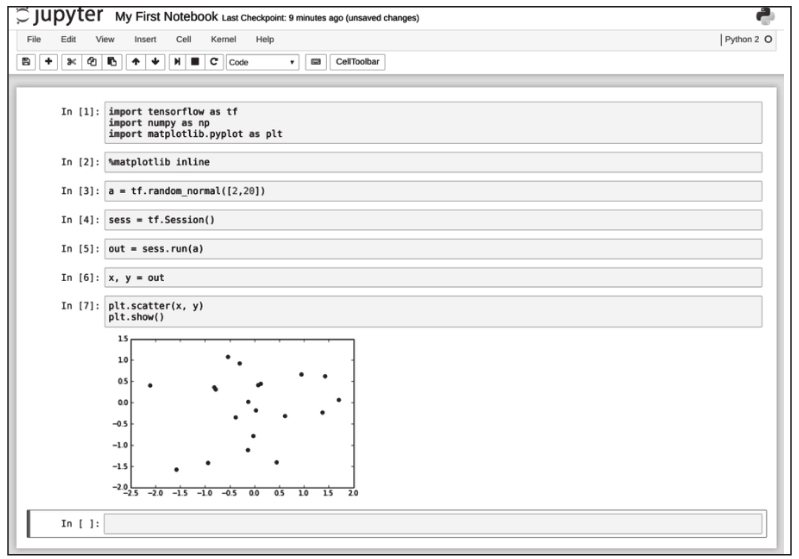 jupyter My First Notebook Last Checkpoint: 9 minutes ago (unsaved changes)
File Edit View Insert Cell Kernel Help Python 2
Code CellToolbar
In [1]: import tensorflow as tf
import numpy as np
import matplotlib.pyplot as plt
In [2]: %matplotlib inline
In [3]: a = tf.random_normal([2,20])
In [4]: sess = tf.Session()
In [5]: out = sess.run(a)
In [6]: x, y = out
In [7]: plt.scatter(x, y)
plt.show()
1.5
1.0
0.5
0.0
−0.5
−1.0
−1.5
−2.0
−2.5 −2.0 −1.5 −1.0 −0.5 0.0 0.5 1.0 1.5 2.0
In [ ]: